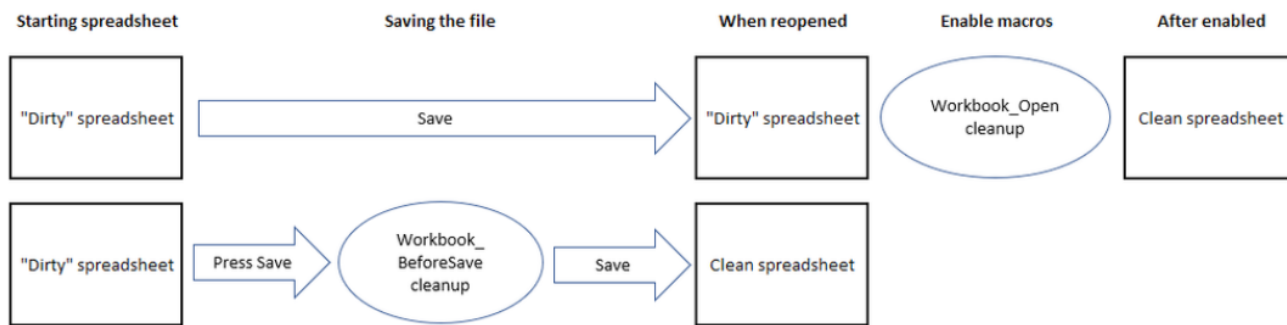 Starting spreadsheet
Saving the file
When reopened
Enable macros
After enabled
"Dirty" spreadsheet
Save
"Dirty" spreadsheet
Workbook_Open
cleanup
Clean spreadsheet
"Dirty" spreadsheet
Press Save
Workbook_
BeforeSave
cleanup
Save
Clean spreadsheet